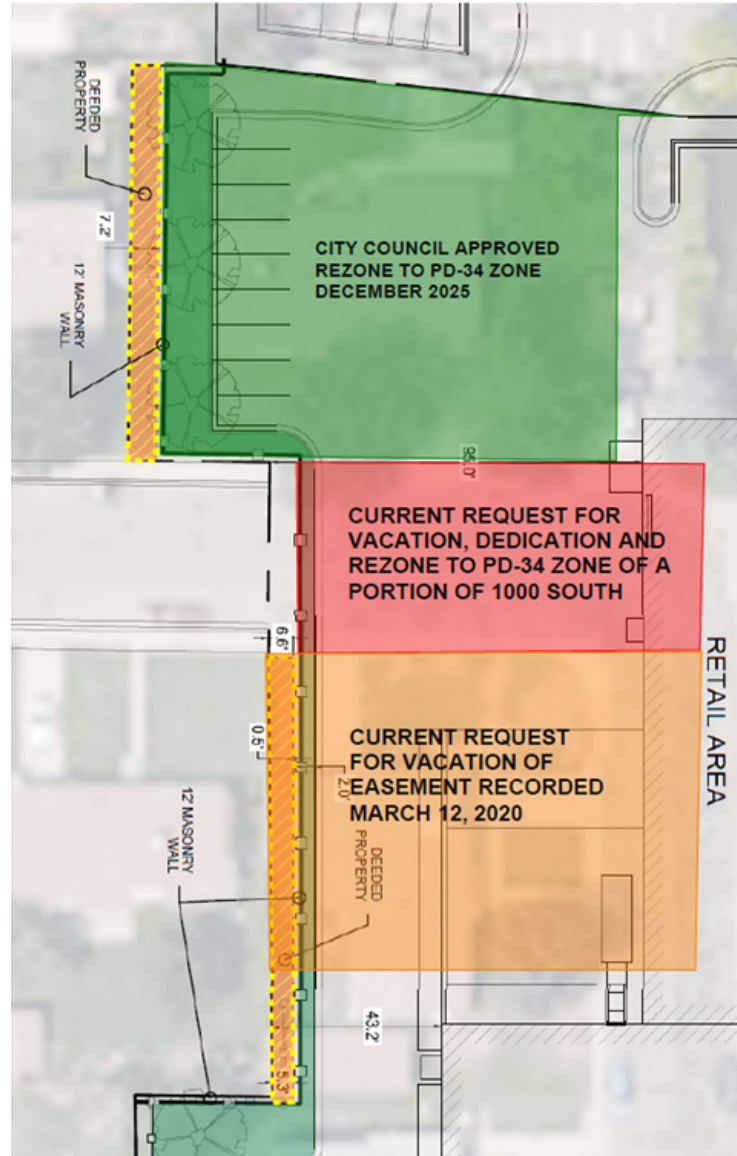 DEEDED
PROPERTY
7.2'
12' MASONRY
WALL
CITY COUNCIL APPROVED
REZONE TO PD-34 ZONE
DECEMBER 2025
95.0'
CURRENT REQUEST FOR
VACATION, DEDICATION AND
REZONE TO PD-34 ZONE OF A
PORTION OF 1000 SOUTH
6.6'
RETAIL AREA
0.5'
CURRENT REQUEST
FOR VACATION OF
EASEMENT RECORDED
MARCH 12, 2020
2.0'
12' MASONRY
WALL
DEEDED
PROPERTY
43.2'
5.3'